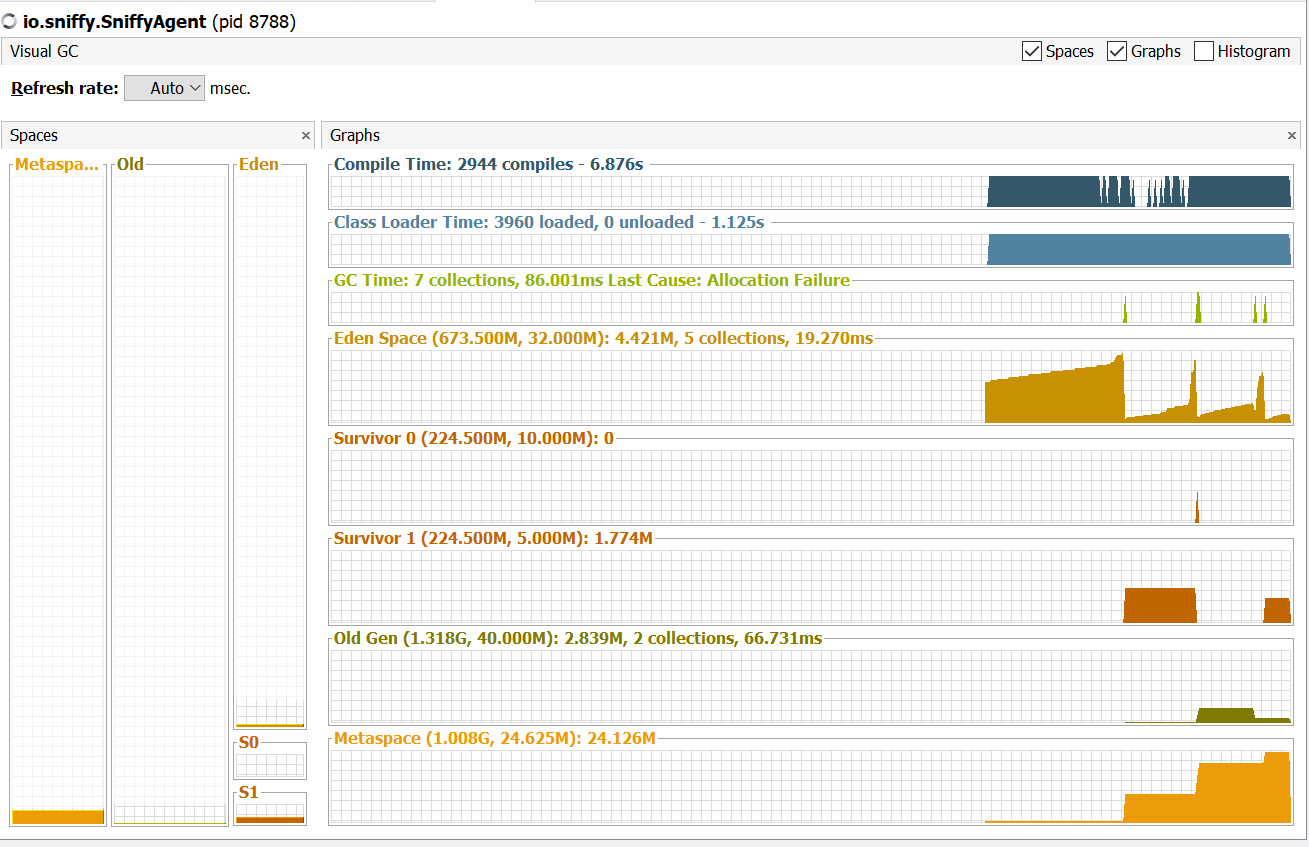 io.sniffy.SniffyAgent (pid 8788)
Visual GC
Spaces Graphs Histogram
Refresh rate: Auto msec.
Spaces ×
Graphs ×
Metaspa... Old Eden
S0
S1
Compile Time: 2944 compiles - 6.876s
Class Loader Time: 3960 loaded, 0 unloaded - 1.125s
GC Time: 7 collections, 86.001ms Last Cause: Allocation Failure
Eden Space (673.500M, 32.000M): 4.421M, 5 collections, 19.270ms
Survivor 0 (224.500M, 10.000M): 0
Survivor 1 (224.500M, 5.000M): 1.774M
Old Gen (1.318G, 40.000M): 2.839M, 2 collections, 66.731ms
Metaspace (1.008G, 24.625M): 24.126M